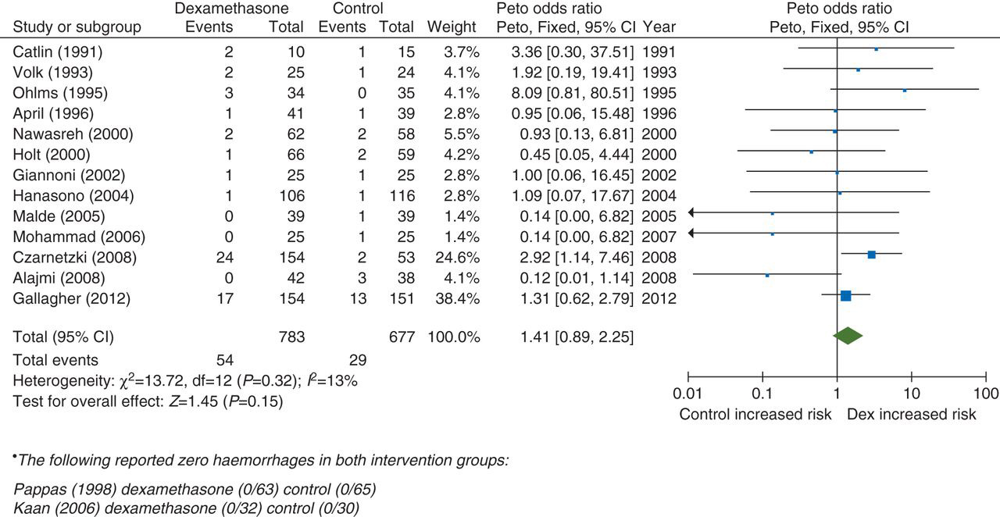 Dexamethasone Control Peto odds ratio Peto odds ratio
Study or subgroup Events Total Events Total Weight Peto, Fixed, 95% CI Year Peto, Fixed, 95% CI
Catlin (1991) 2 10 1 15 3.7% 3.36 [0.30, 37.51] 1991
Volk (1993) 2 25 1 24 4.1% 1.92 [0.19, 19.41] 1993
Ohlms (1995) 3 34 0 35 4.1% 8.09 [0.81, 80.51] 1995
April (1996) 1 41 1 39 2.8% 0.95 [0.06, 15.48] 1996
Nawasreh (2000) 2 62 2 58 5.5% 0.93 [0.13, 6.81] 2000
Holt (2000) 1 66 2 59 4.2% 0.45 [0.05, 4.44] 2000
Giannoni (2002) 1 25 1 25 2.8% 1.00 [0.06, 16.45] 2002
Hanasono (2004) 1 106 1 116 2.8% 1.09 [0.07, 17.67] 2004
Malde (2005) 0 39 1 39 1.4% 0.14 [0.00, 6.82] 2005
Mohammad (2006) 0 25 1 25 1.4% 0.14 [0.00, 6.82] 2007
Czarnetzki (2008) 24 154 2 53 24.6% 2.92 [1.14, 7.46] 2008
Alajmi (2008) 0 42 3 38 4.1% 0.12 [0.01, 1.14] 2008
Gallagher (2012) 17 154 13 151 38.4% 1.31 [0.62, 2.79] 2012
Total (95% CI) 783 677 100.0% 1.41 [0.89, 2.25]
Total events 54 29
Heterogeneity: χ²=13.72, df=12 (P=0.32); I²=13%
Test for overall effect: Z=1.45 (P=0.15)
0.01 0.1 1 10 100
Control increased risk Dex increased risk
•The following reported zero haemorrhages in both intervention groups:
Pappas (1998) dexamethasone (0/63) control (0/65)
Kaan (2006) dexamethasone (0/32) control (0/30)